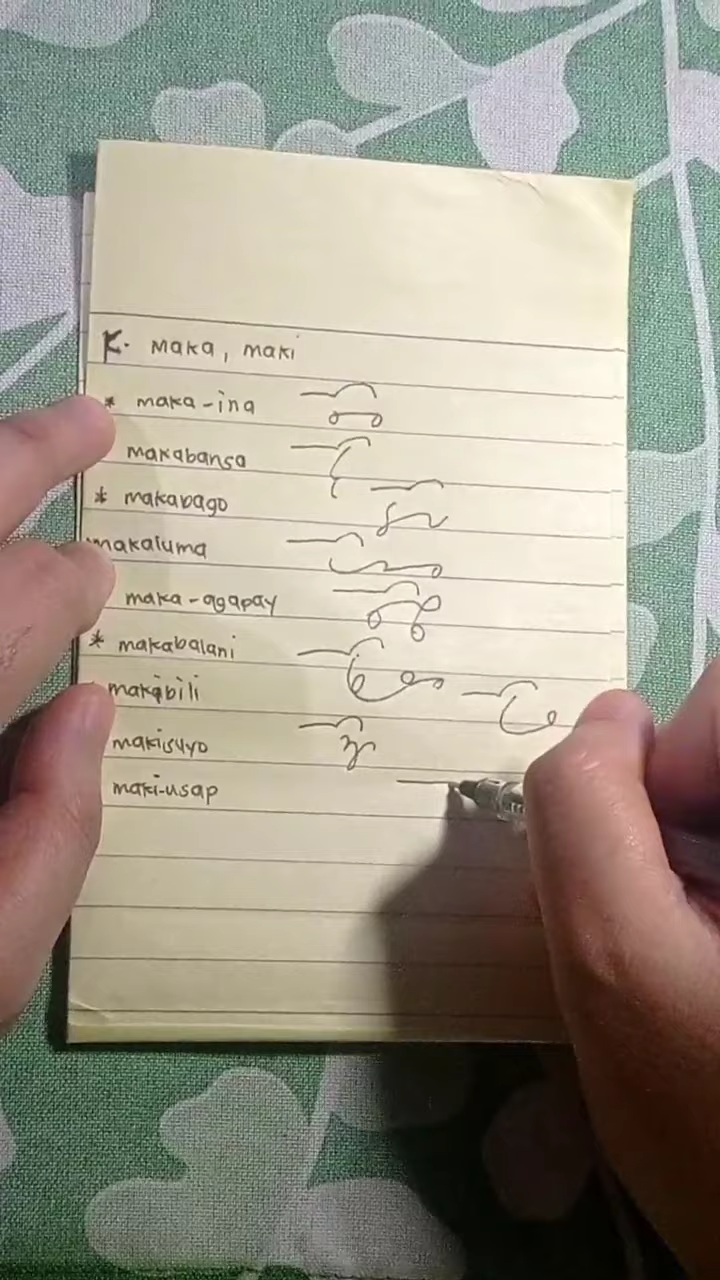 K. maka, maki
* maka-ina
makabansa
* makabago
makaluma
maka-agapay
* makabalani
makibili
makisuyo
maki-usap